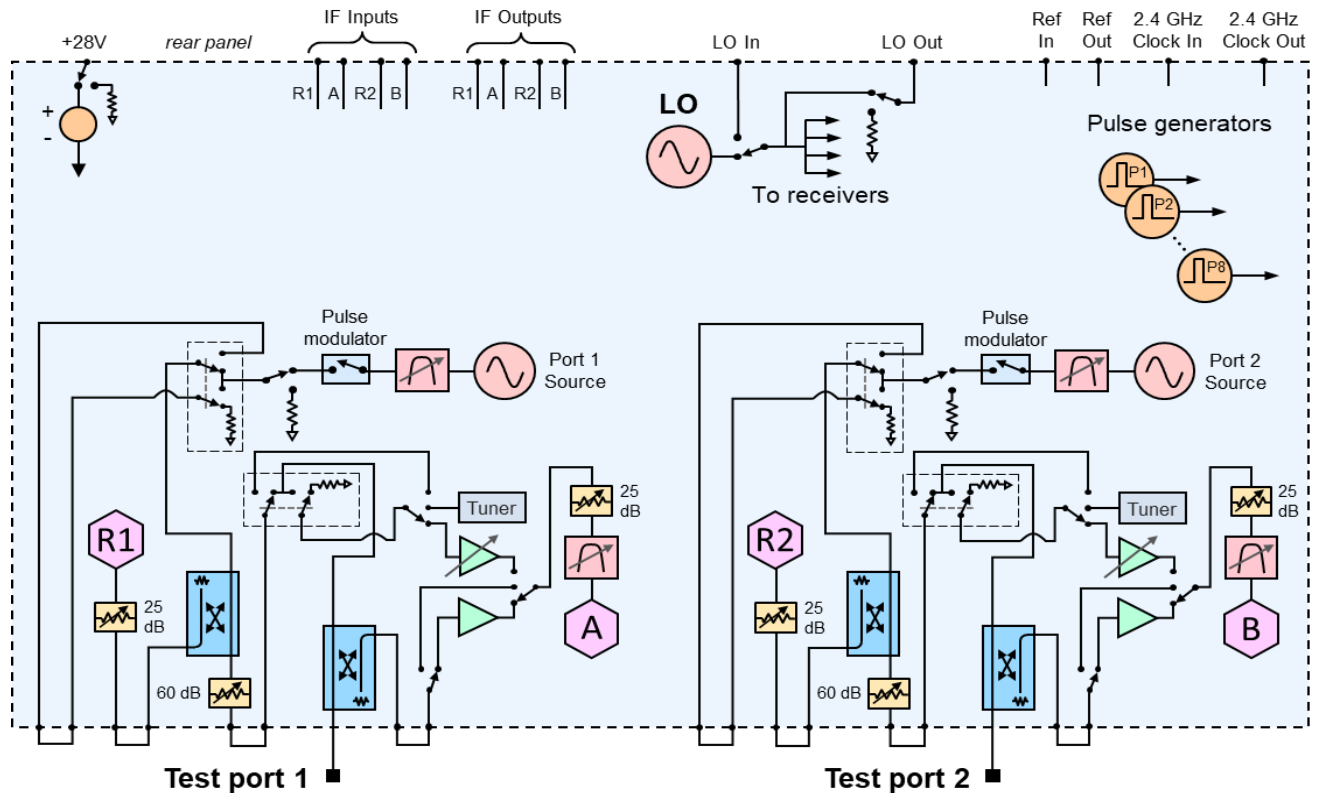 IF Inputs
IF Outputs
Ref
In
Ref
Out
2.4 GHz
Clock In
2.4 GHz
Clock Out
+28V
rear panel
LO In
LO Out
R1
A
R2
B
R1
A
R2
B
+
-
LO
To receivers
Pulse generators
P1
P2
P8
Pulse
modulator
Port 1
Source
Pulse
modulator
Port 2
Source
R1
25
dB
60 dB
Tuner
25
dB
A
R2
25
dB
60 dB
Tuner
25
dB
B
Test port 1
Test port 2